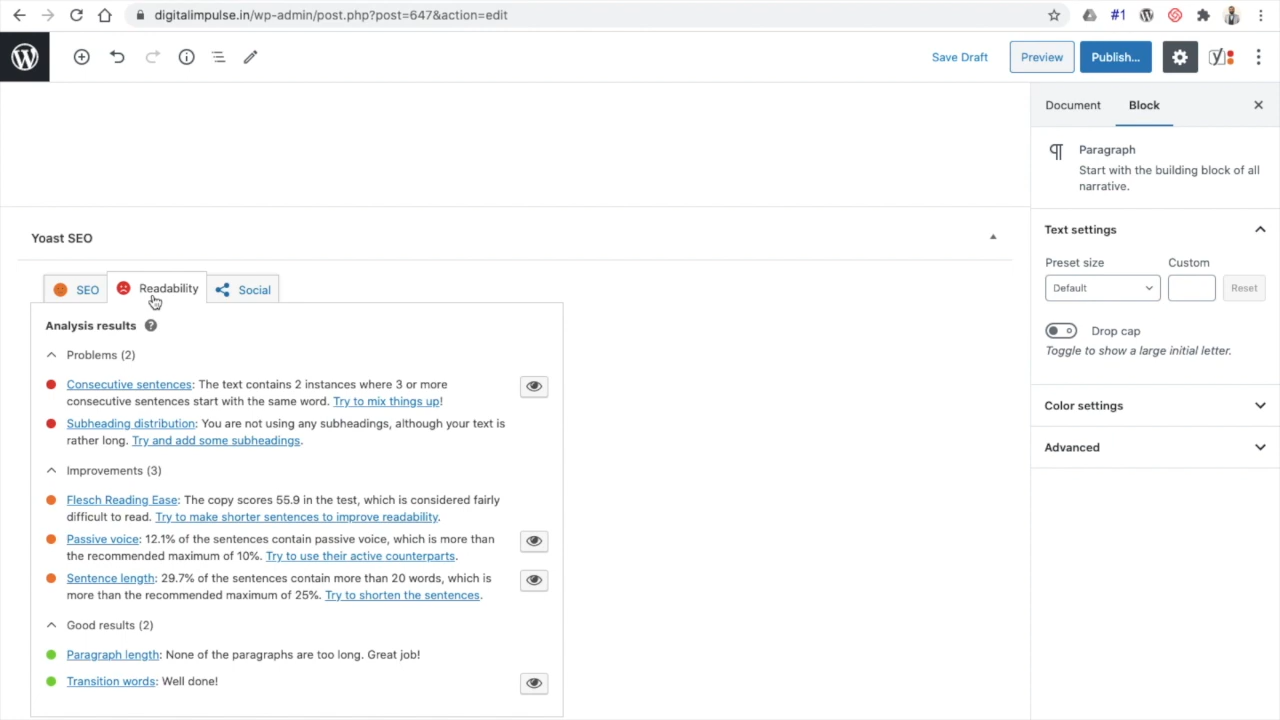 digitalimpulse.in/wp-admin/post.php?post=647&action=edit
#1
Save Draft
Preview
Publish...
Document
Block
Paragraph
Start with the building block of all
narrative.
Text settings
Preset size
Custom
Default
Reset
Drop cap
Toggle to show a large initial letter.
Color settings
Advanced
Yoast SEO
SEO
Readability
Social
Analysis results
Problems (2)
Consecutive sentences: The text contains 2 instances where 3 or more
consecutive sentences start with the same word. Try to mix things up!
Subheading distribution: You are not using any subheadings, although your text is
rather long. Try and add some subheadings.
Improvements (3)
Flesch Reading Ease: The copy scores 55.9 in the test, which is considered fairly
difficult to read. Try to make shorter sentences to improve readability.
Passive voice: 12.1% of the sentences contain passive voice, which is more than
the recommended maximum of 10%. Try to use their active counterparts.
Sentence length: 29.7% of the sentences contain more than 20 words, which is
more than the recommended maximum of 25%. Try to shorten the sentences.
Good results (2)
Paragraph length: None of the paragraphs are too long. Great job!
Transition words: Well done!